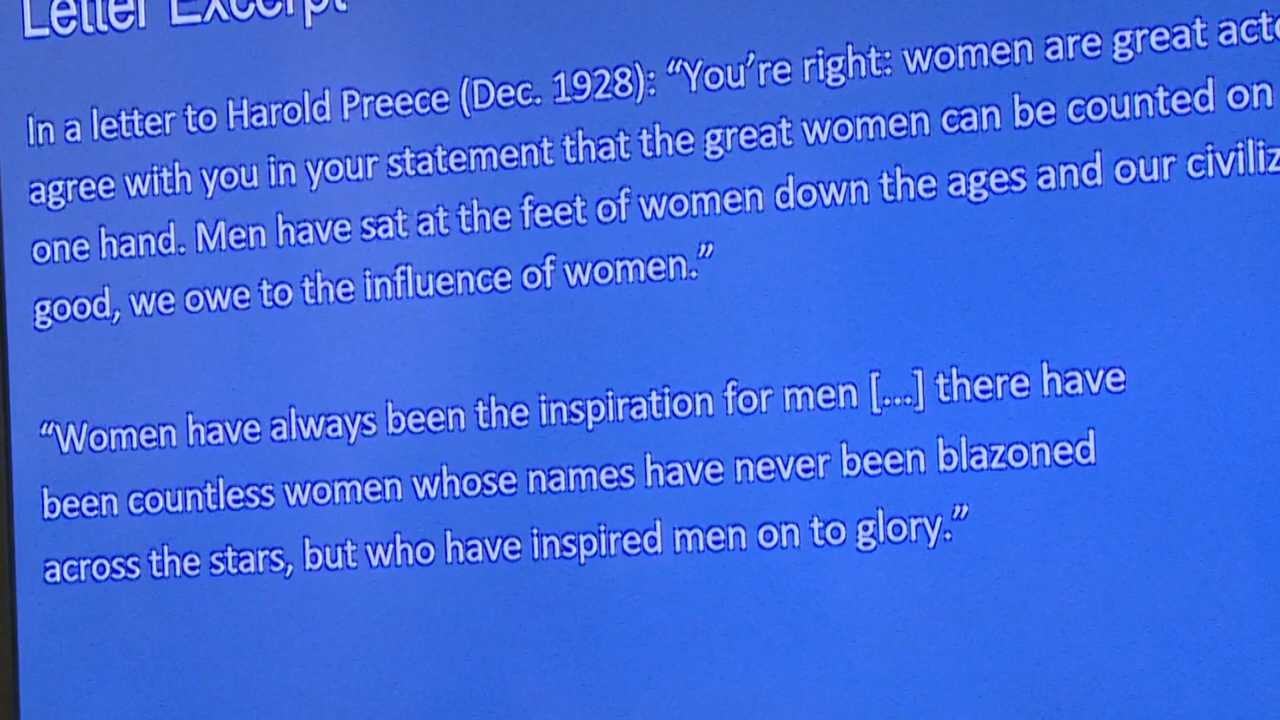 Letter Excerpt
In a letter to Harold Preece (Dec. 1928): “You’re right: women are great
agree with you in your statement that the great women can be counted on
one hand. Men have sat at the feet of women down the ages and our
good, we owe to the influence of women.”
“Women have always been the inspiration for men [...] there have
been countless women whose names have never been blazoned
across the stars, but who have inspired men on to glory.”